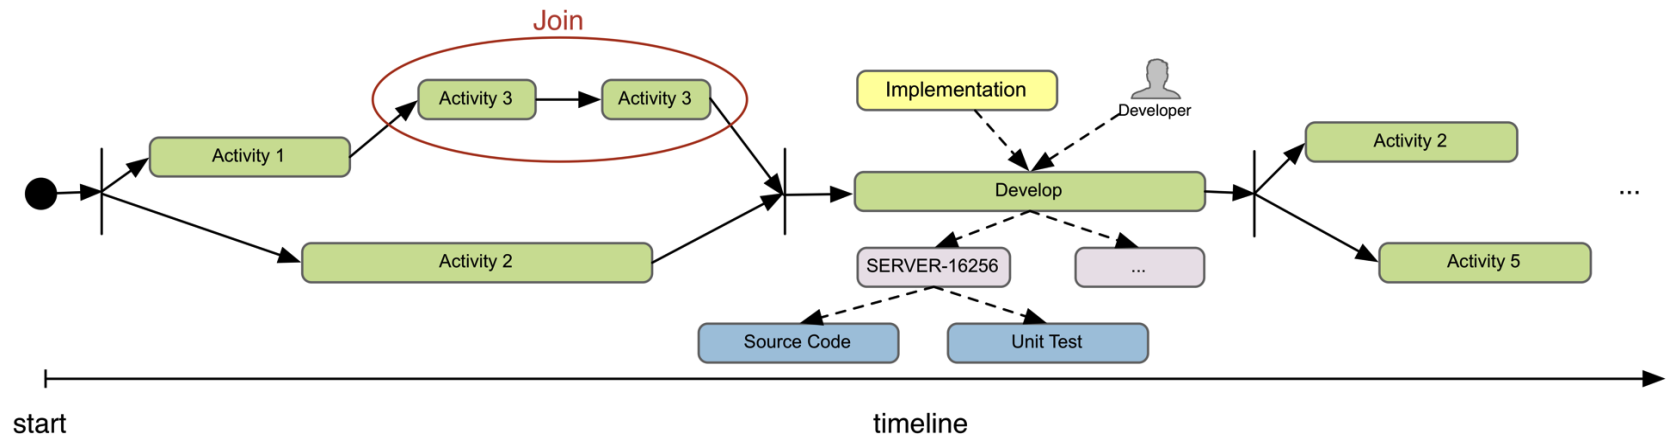 Join
Activity 3
Activity 3
Activity 1
Activity 2
Implementation
Developer
Develop
SERVER-16256
...
Source Code
Unit Test
Activity 2
Activity 5
...
start
timeline